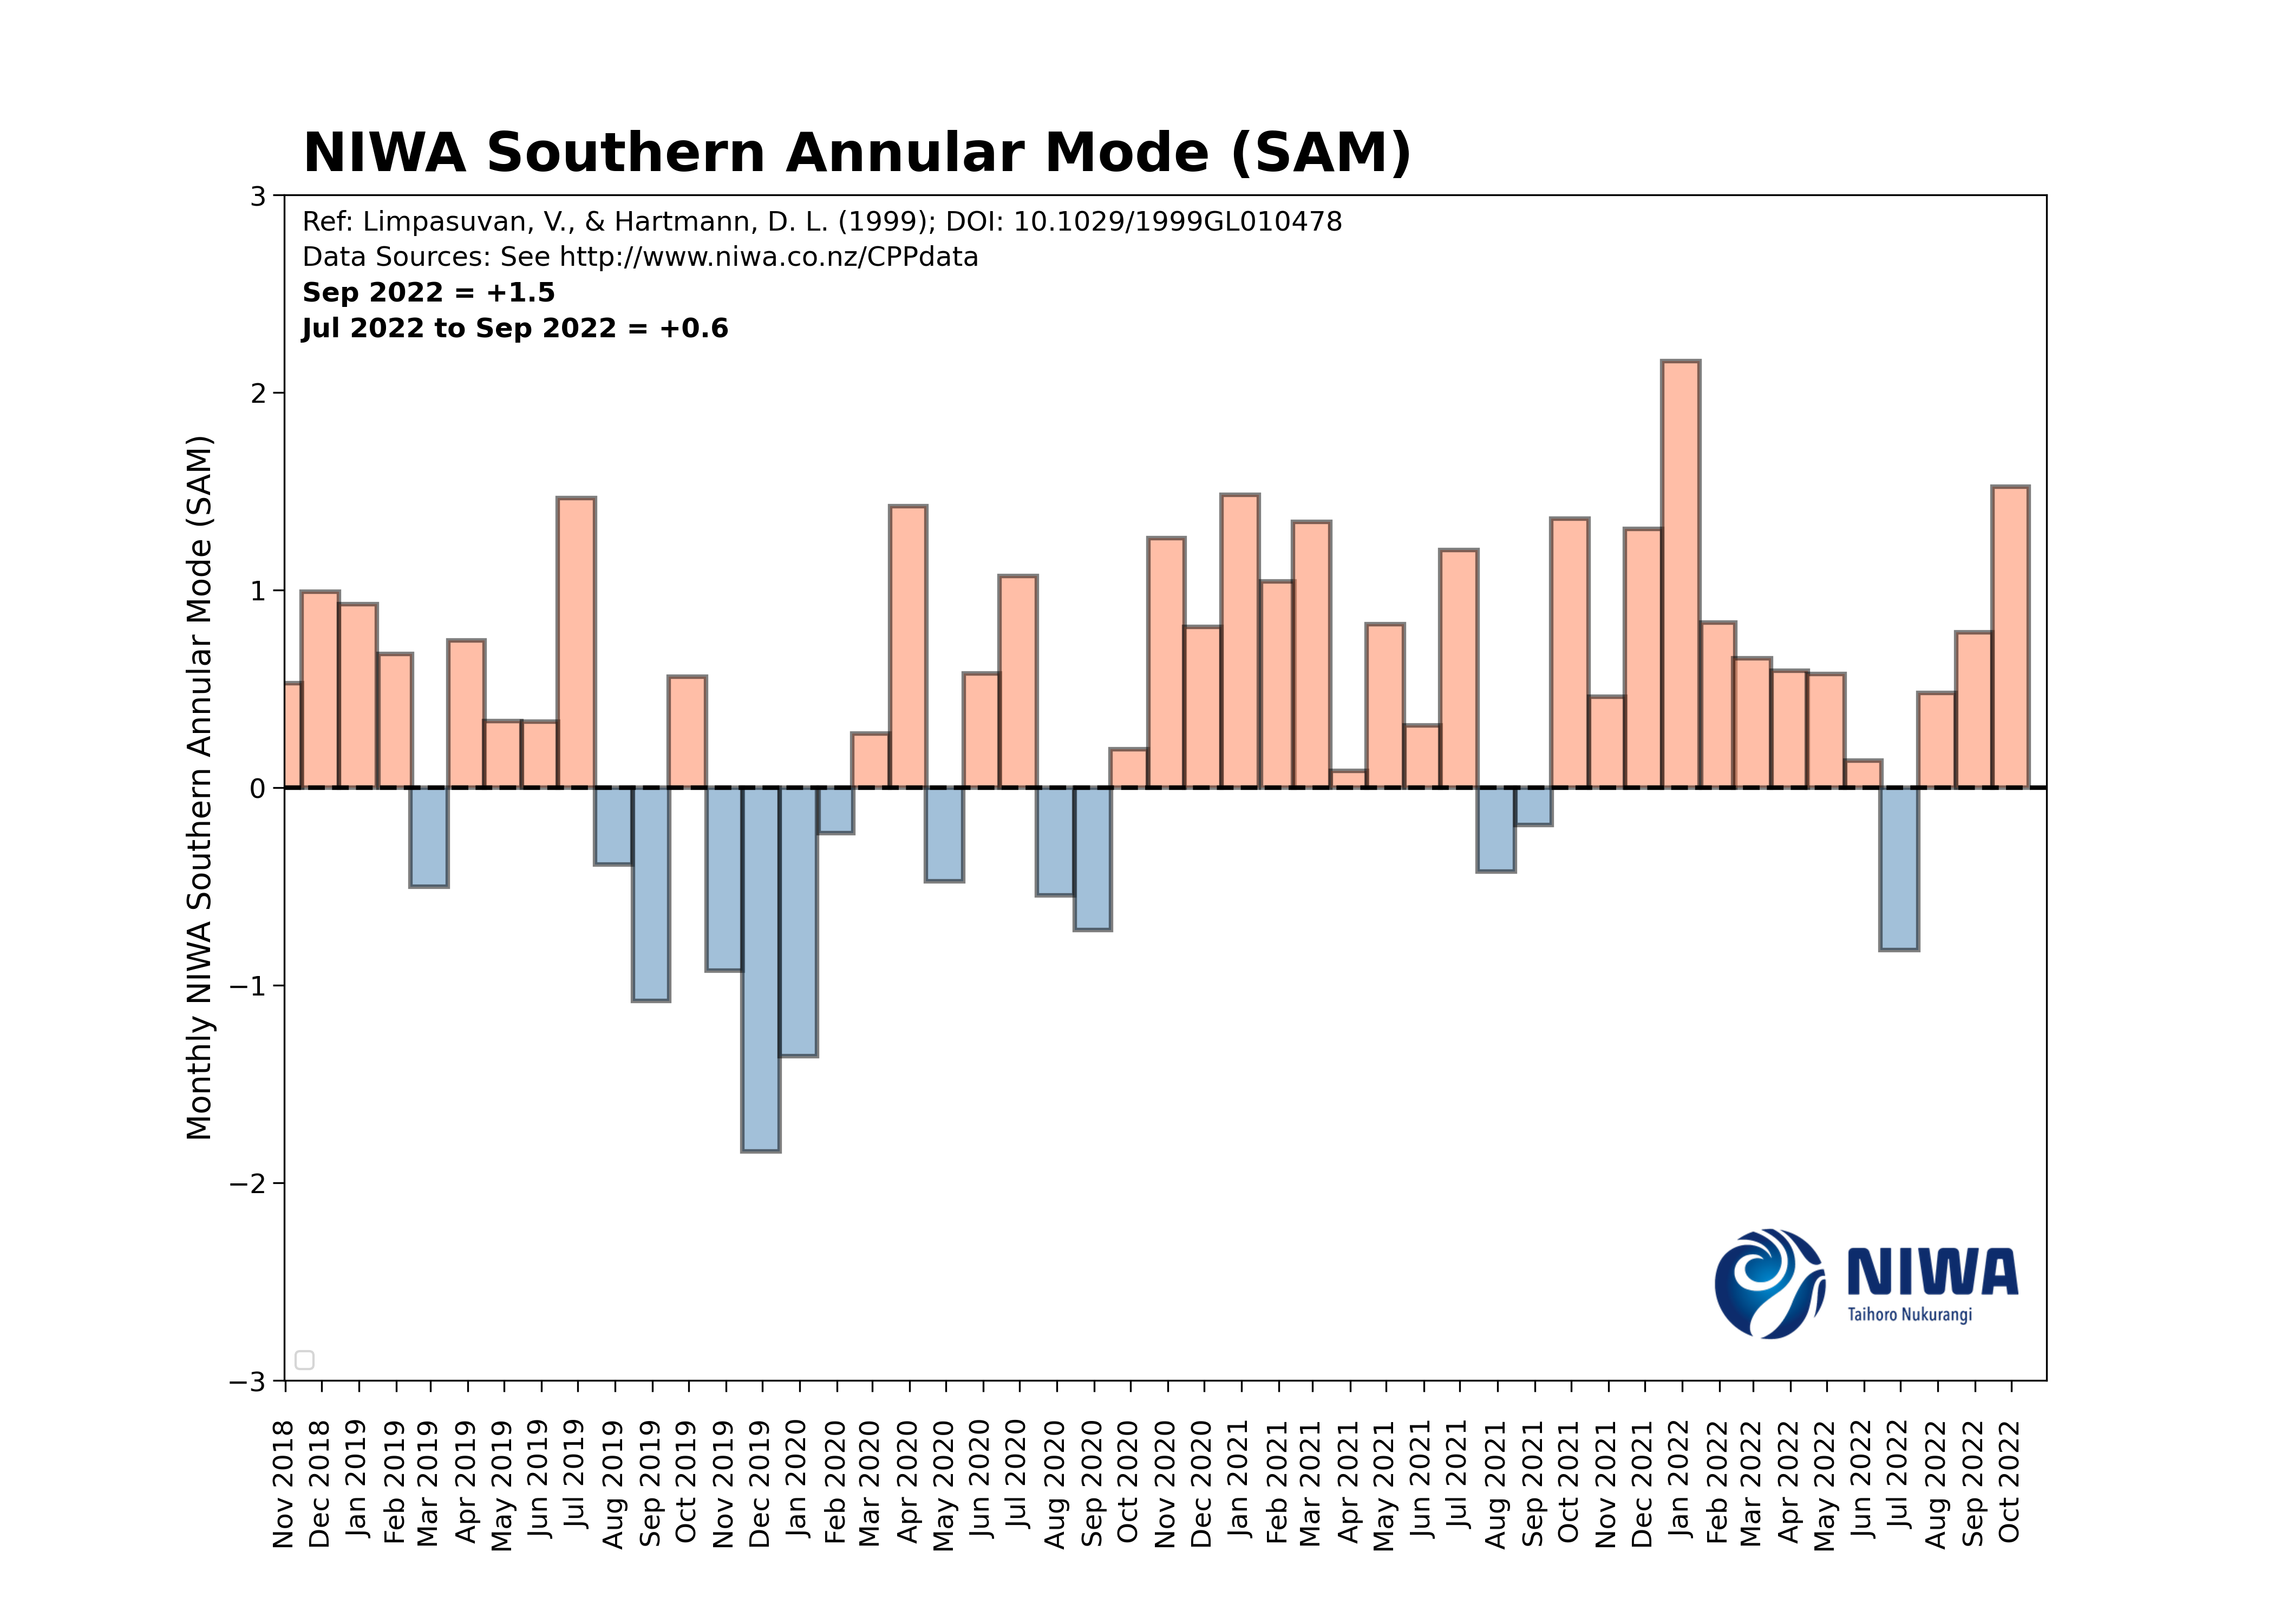 NIWA Southern Annular Mode (SAM)
Ref: Limpasuvan, V., & Hartmann, D. L. (1999); DOI: 10.1029/1999GL010478
Data Sources: See http://www.niwa.co.nz/CPPdata
Sep 2022 = +1.5
Jul 2022 to Sep 2022 = +0.6
Monthly NIWA Southern Annular Mode (SAM)
3
2
1
0
−1
−2
−3
NIWA
Taihoro Nukurangi
Nov 2018
Dec 2018
Jan 2019
Feb 2019
Mar 2019
Apr 2019
May 2019
Jun 2019
Jul 2019
Aug 2019
Sep 2019
Oct 2019
Nov 2019
Dec 2019
Jan 2020
Feb 2020
Mar 2020
Apr 2020
May 2020
Jun 2020
Jul 2020
Aug 2020
Sep 2020
Oct 2020
Nov 2020
Dec 2020
Jan 2021
Feb 2021
Mar 2021
Apr 2021
May 2021
Jun 2021
Jul 2021
Aug 2021
Sep 2021
Oct 2021
Nov 2021
Dec 2021
Jan 2022
Feb 2022
Mar 2022
Apr 2022
May 2022
Jun 2022
Jul 2022
Aug 2022
Sep 2022
Oct 2022